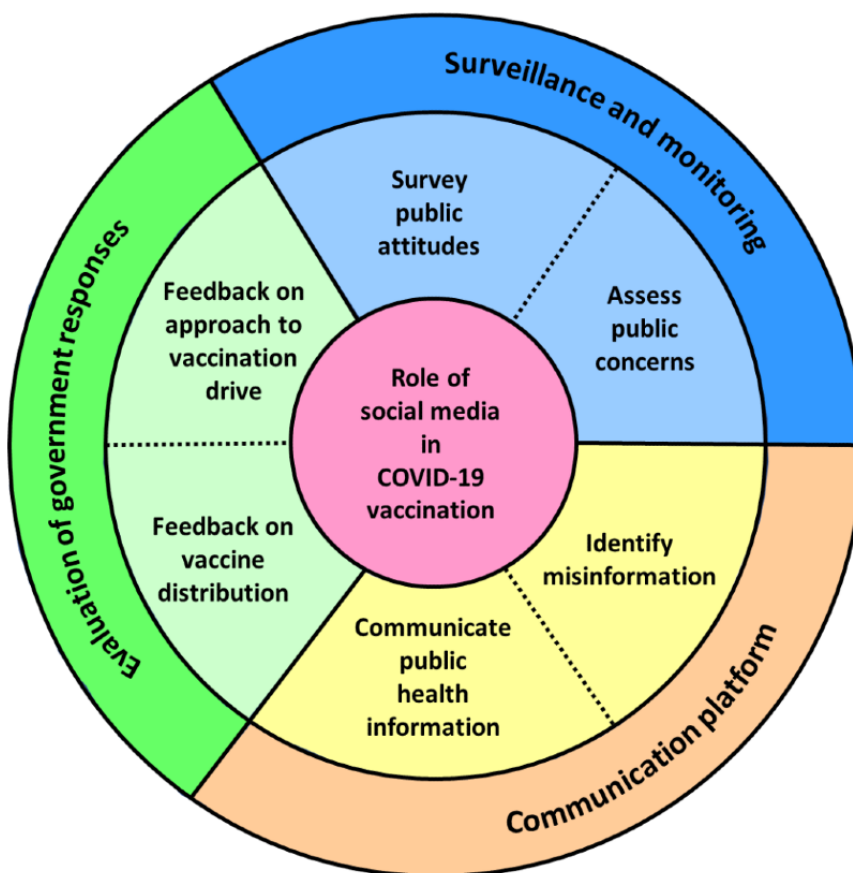 Surveillance and monitoring
Survey
public
attitudes
Assess
public
concerns
Evaluation of government responses
Feedback on
approach to
vaccination
drive
Role of
social media
in
COVID-19
vaccination
Feedback on
vaccine
distribution
Identify
misinformation
Communicate
public
health
information
Communication platform